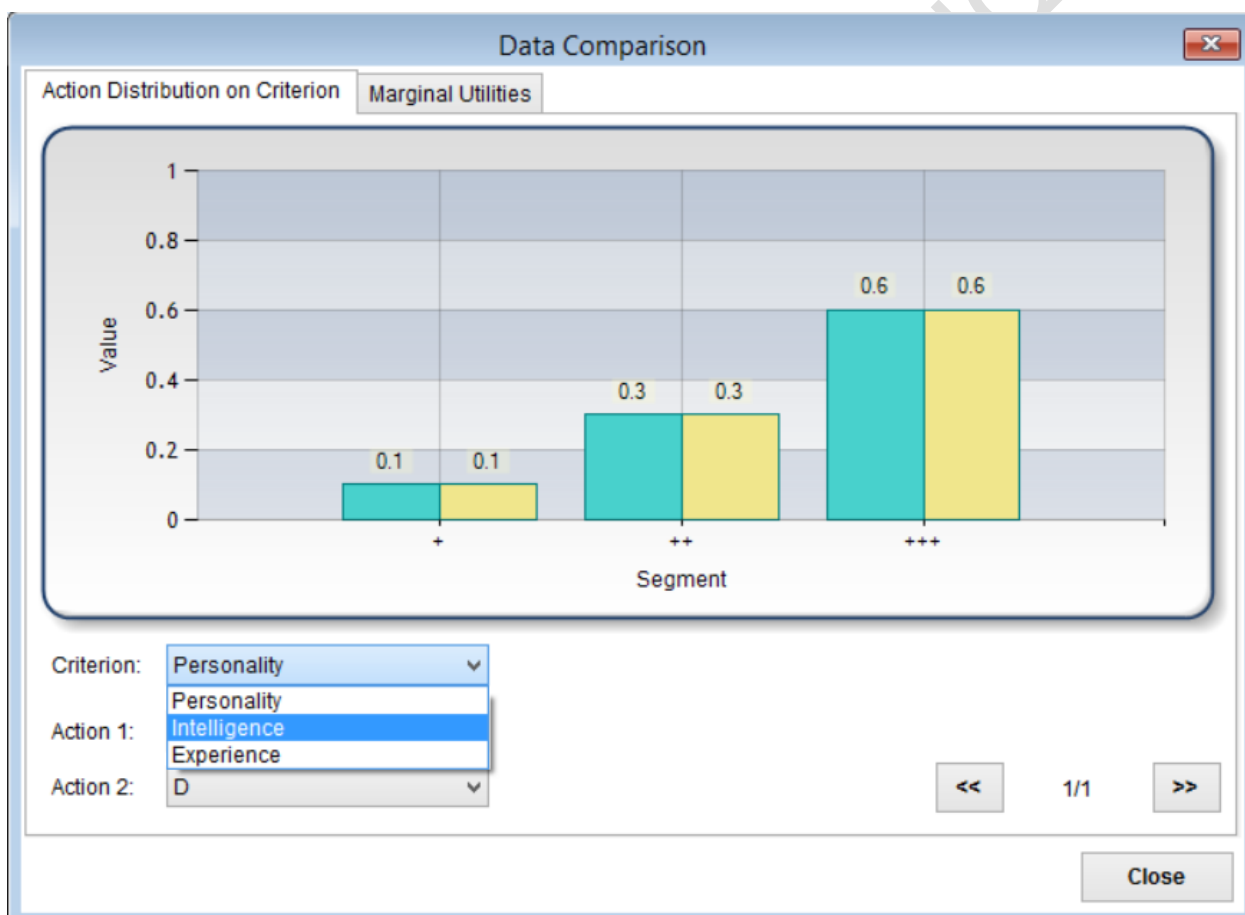 Data Comparison
Action Distribution on Criterion Marginal Utilities
1
0.8
0.6
0.4
0.2
0
Value
0.1 0.1
0.3 0.3
0.6 0.6
+ ++ +++
Segment
Criterion: Personality
Personality
Intelligence
Experience
Action 1:
Action 2: D
<< 1/1 >>
Close